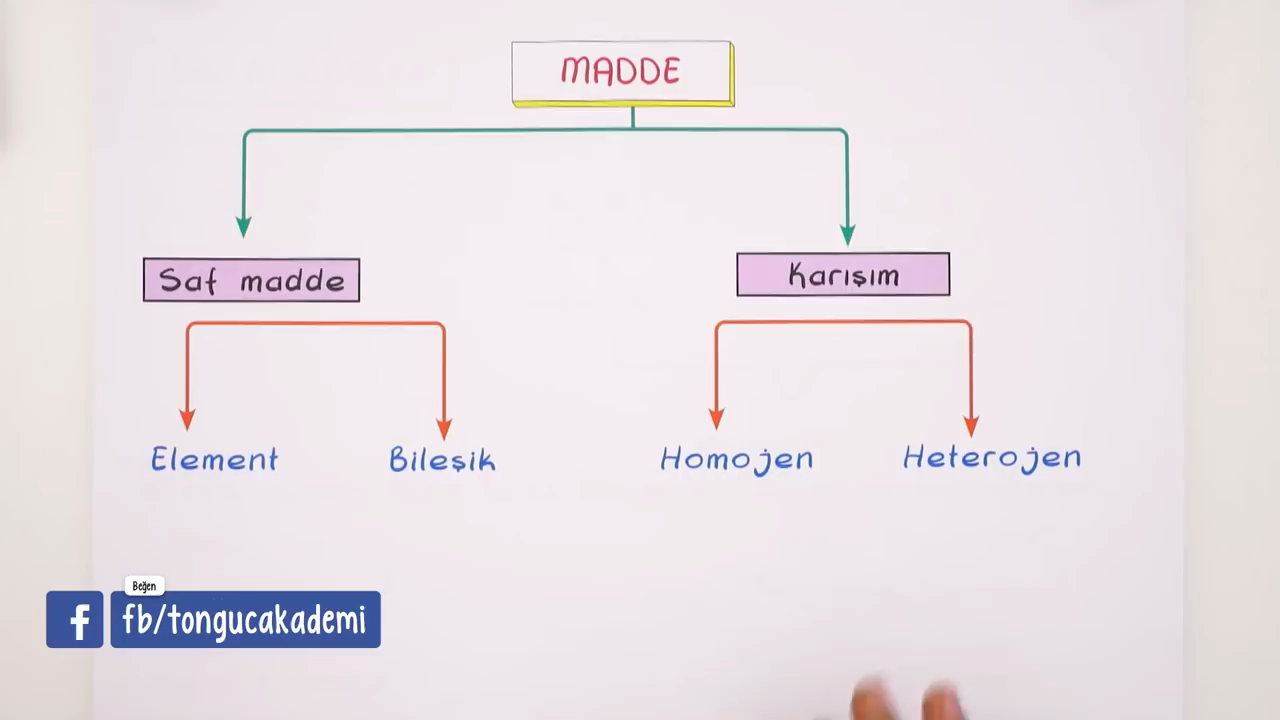 MADDE
Saf madde
Karışım
Element
Bileşik
Homojen
Heterojen
Beğen
fb/tongucakademi